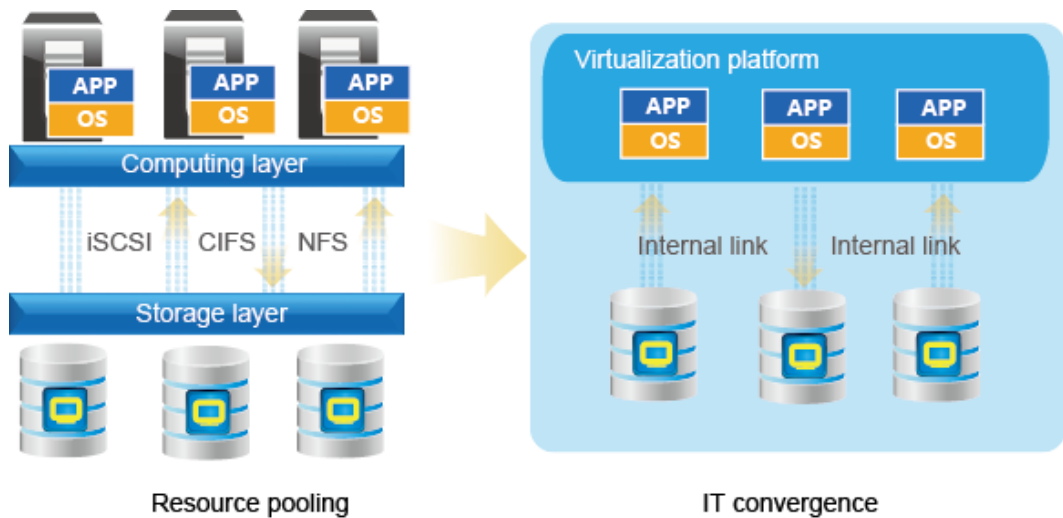 APP
OS
APP
OS
APP
OS
Computing layer
iSCSI
CIFS
NFS
Storage layer
Resource pooling
Virtualization platform
APP
OS
APP
OS
APP
OS
Internal link
Internal link
IT convergence